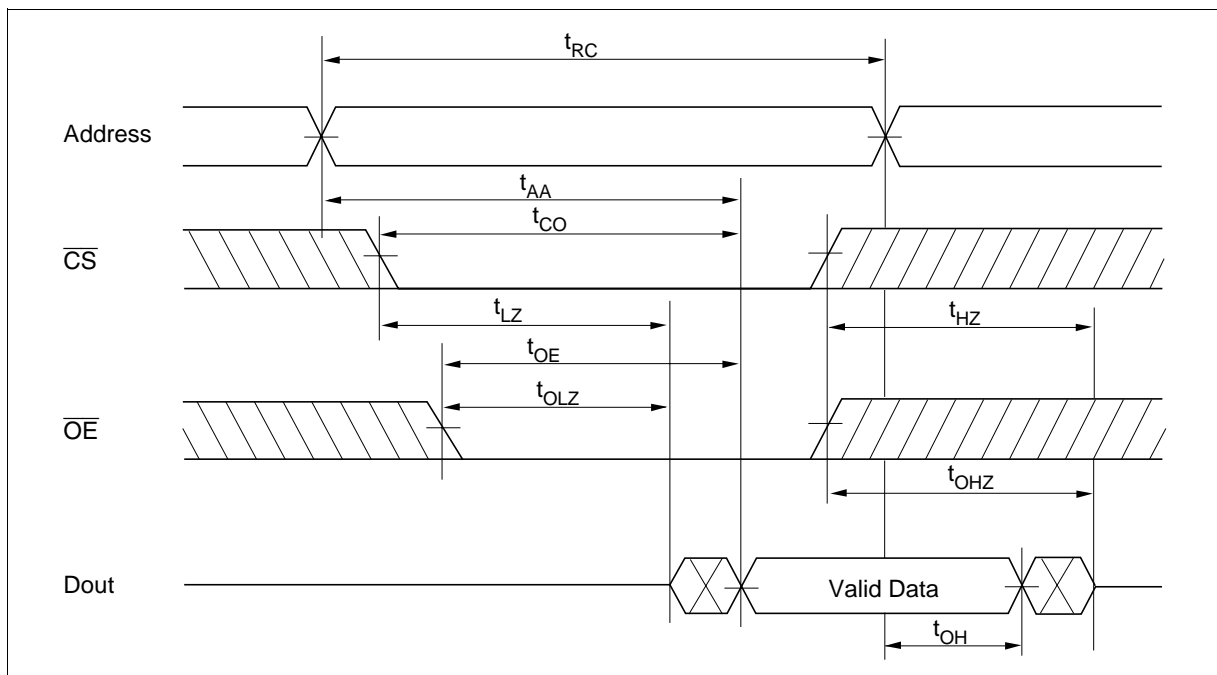 tRC
Address
tAA
tCO
CS
tLZ
tHZ
tOE
tOLZ
OE
tOHZ
Dout
Valid Data
tOH